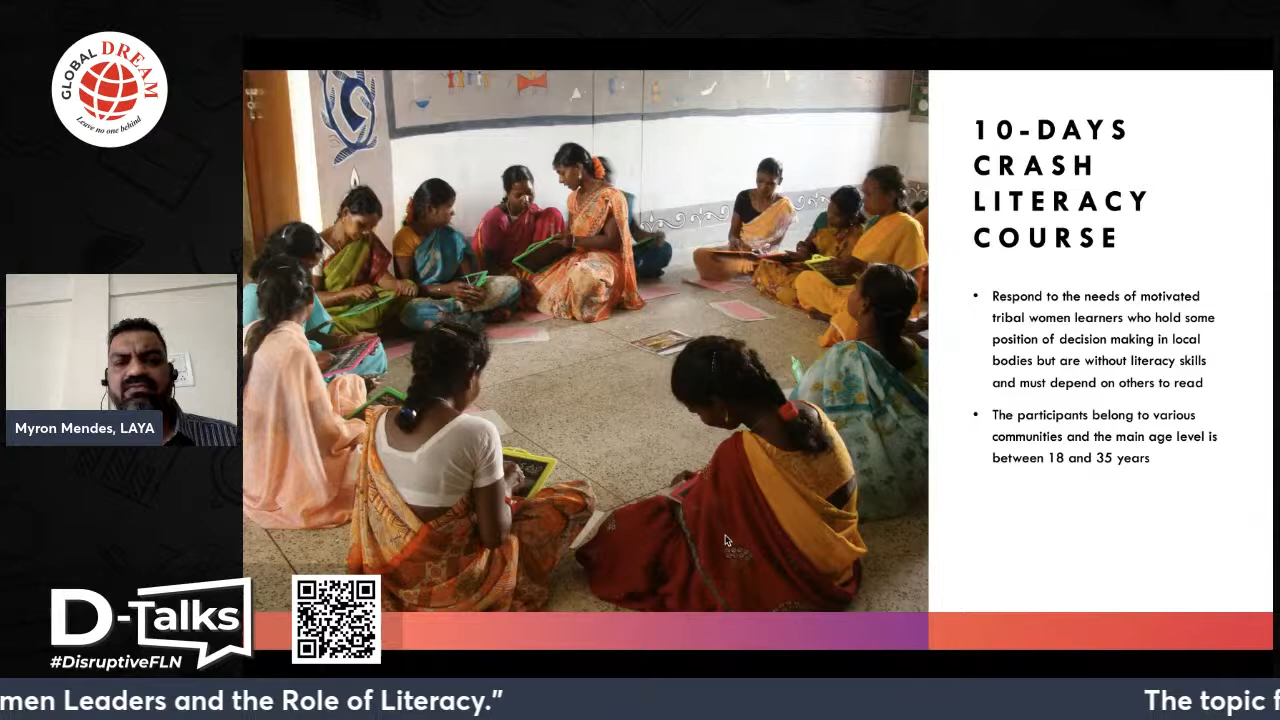 GLOBAL DREAM
Leave no one behind
10-DAYS
CRASH
LITERACY
COURSE
• Respond to the needs of motivated
tribal women learners who hold some
position of decision making in local
bodies but are without literacy skills
and must depend on others to read
• The participants belong to various
communities and the main age level is
between 18 and 35 years
Myron Mendes, LAYA
D-Talks
#DisruptiveFLN
men Leaders and the Role of Literacy.”
The topic f